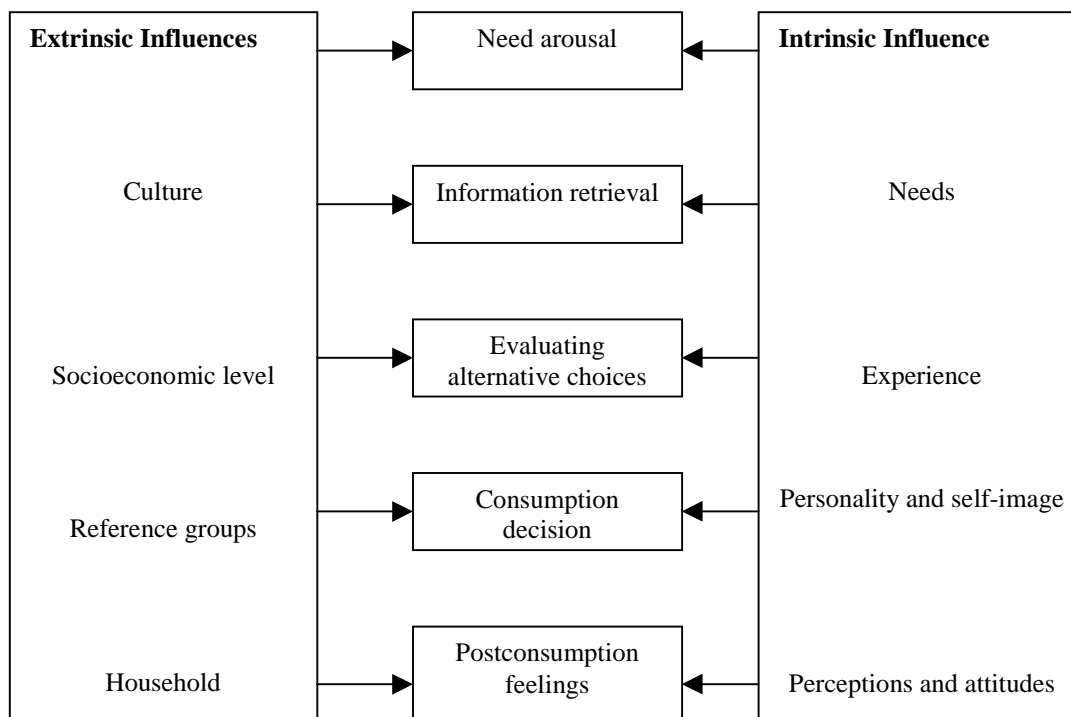 Extrinsic Influences
Need arousal
Intrinsic Influence
Culture
Information retrieval
Needs
Socioeconomic level
Evaluating
alternative choices
Experience
Reference groups
Consumption
decision
Personality and self-image
Household
Postconsumption
feelings
Perceptions and attitudes